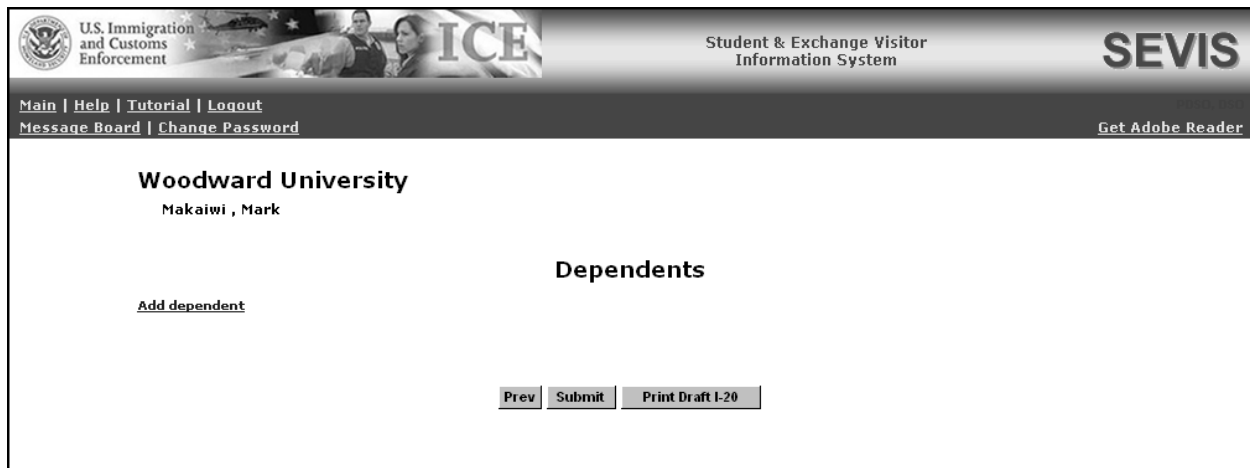 U.S. Immigration
and Customs
Enforcement
ICE
Student & Exchange Visitor
Information System
SEVIS
Main | Help | Tutorial | Logout
Message Board | Change Password
Get Adobe Reader
Woodward University
Makaiwi , Mark
Dependents
Add dependent
Prev Submit Print Draft I-20